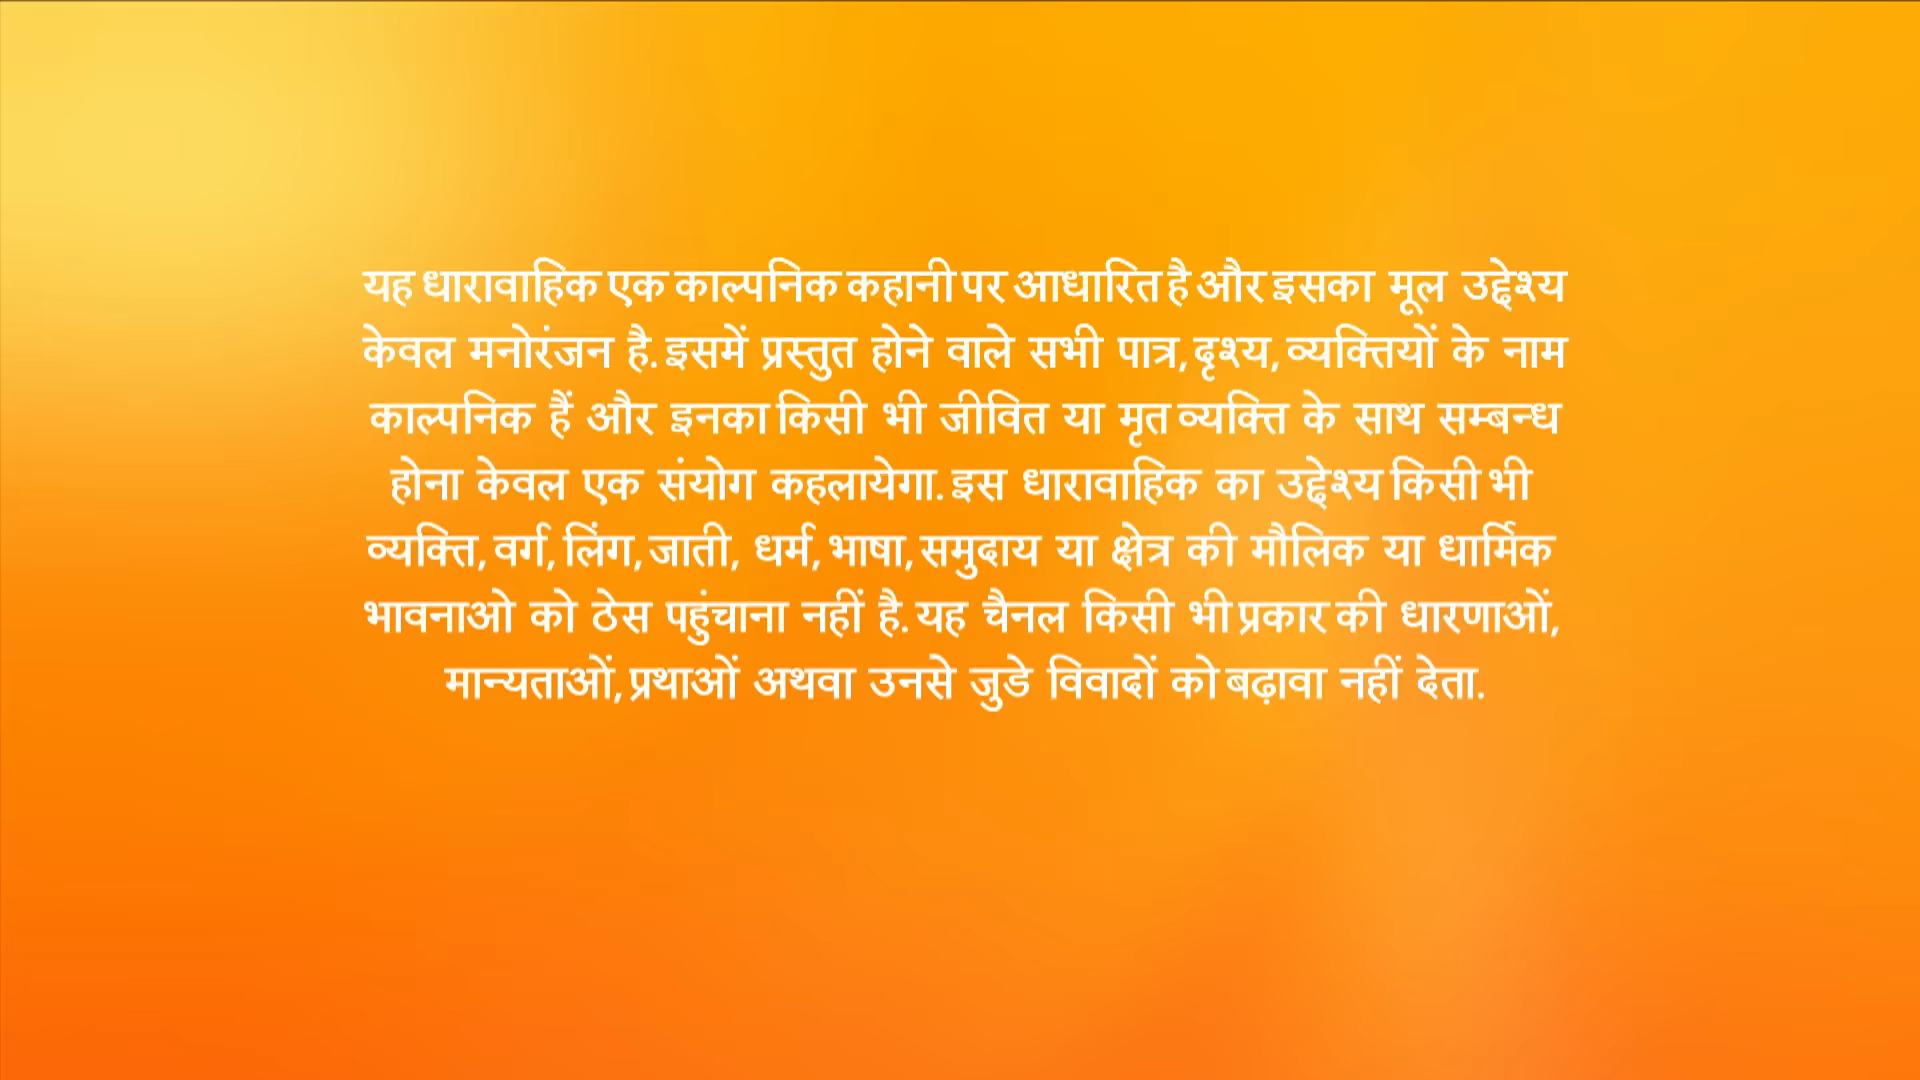 यह धारावाहिक एक काल्पनिक कहानी पर आधारित है और इसका मूल उद्देश्य
केवल मनोरंजन है. इसमें प्रस्तुत होने वाले सभी पात्र, दृश्य, व्यक्तियों के नाम
काल्पनिक हैं और इनका किसी भी जीवित या मृत व्यक्ति के साथ सम्बन्ध
होना केवल एक संयोग कहलायेगा. इस धारावाहिक का उद्देश्य किसी भी
व्यक्ति, वर्ग, लिंग, जाती, धर्म, भाषा, समुदाय या क्षेत्र की मौलिक या धार्मिक
भावनाओ को ठेस पहुंचाना नहीं है. यह चैनल किसी भी प्रकार की धारणाओं,
मान्यताओं, प्रथाओं अथवा उनसे जुडे विवादों को बढ़ावा नहीं देता.